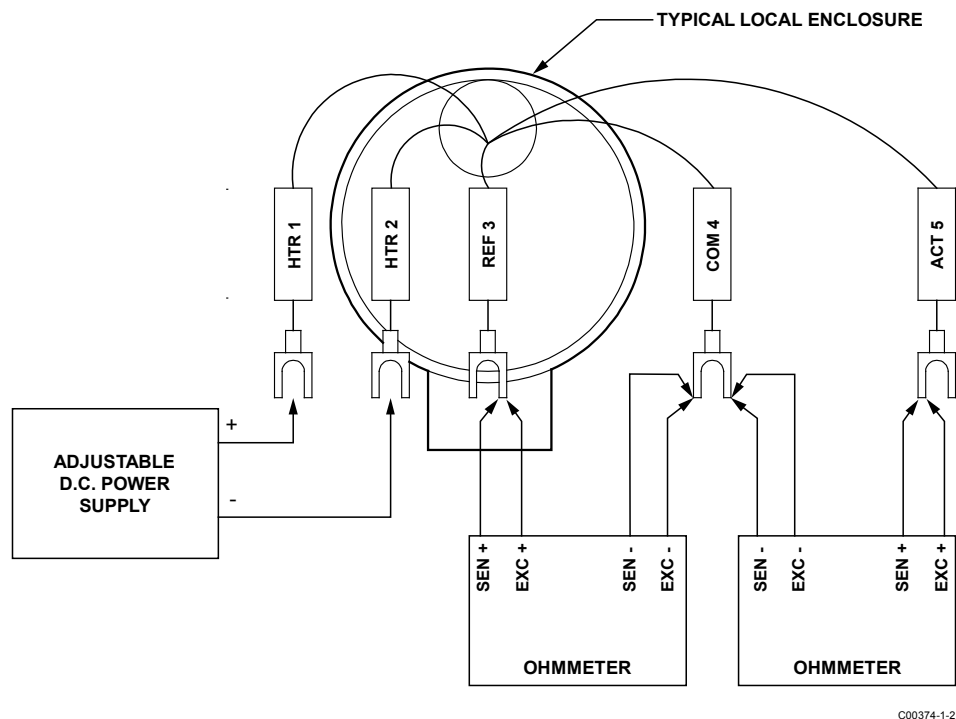 TYPICAL LOCAL ENCLOSURE
HTR 1
HTR 2
REF 3
COM 4
ACT 5
+
-
ADJUSTABLE
D.C. POWER
SUPPLY
SEN +
EXC +
SEN -
EXC -
SEN -
EXC -
SEN +
EXC +
OHMMETER
OHMMETER
C00374-1-2